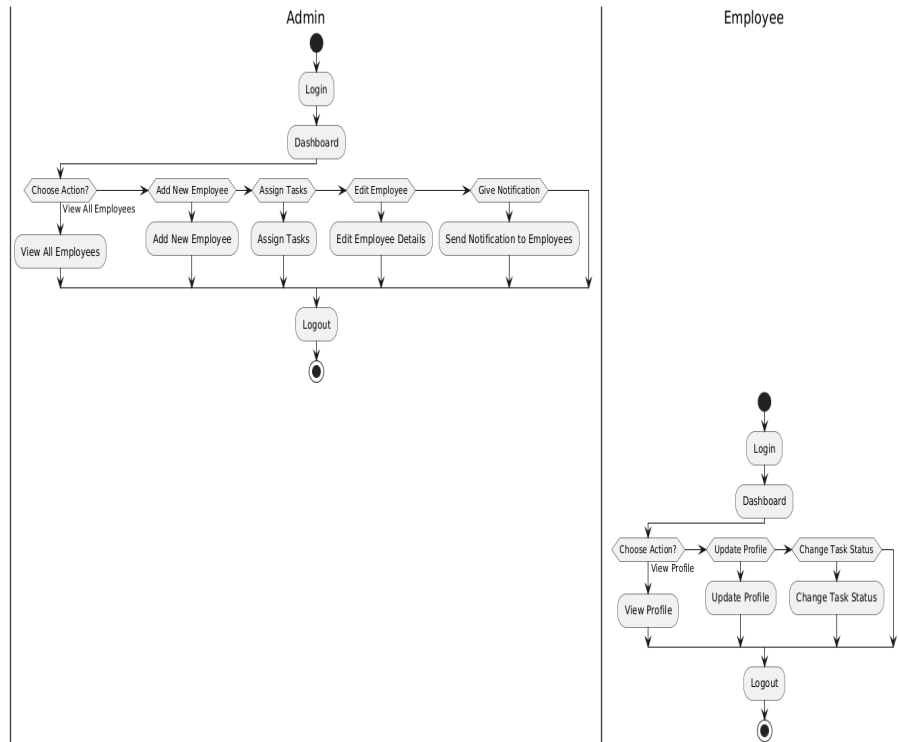 Admin
Employee
Login
Dashboard
Choose Action?
Add New Employee
Assign Tasks
Edit Employee
Give Notification
View All Employees
View All Employees
Add New Employee
Assign Tasks
Edit Employee Details
Send Notification to Employees
Logout
Login
Dashboard
Choose Action?
Update Profile
Change Task Status
View Profile
View Profile
Update Profile
Change Task Status
Logout